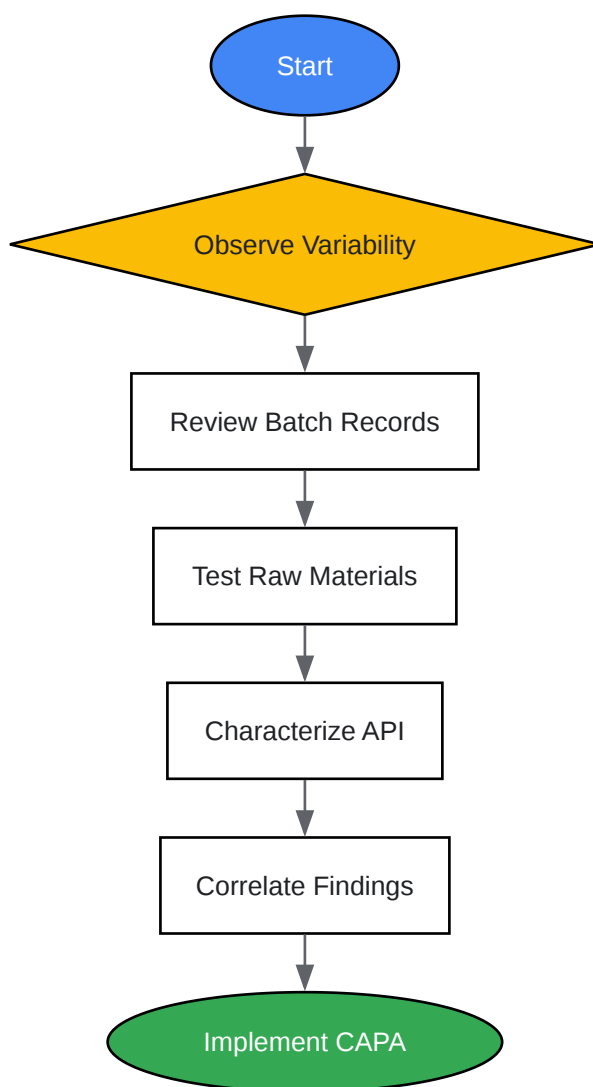 Start
Observe Variability
Review Batch Records
Test Raw Materials
Characterize API
Correlate Findings
Implement CAPA